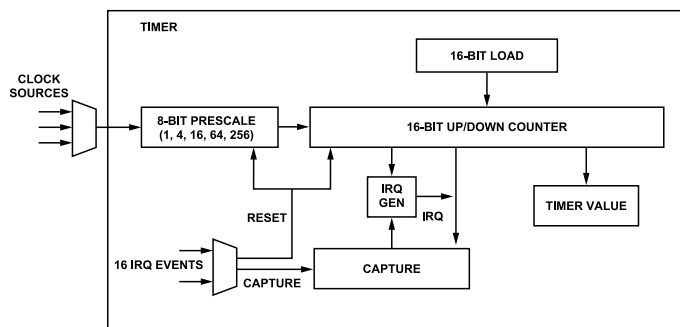 TIMER
16-BIT LOAD
CLOCK
SOURCES
8-BIT PRESCALE
(1, 4, 16, 64, 256)
16-BIT UP/DOWN COUNTER
IRQ
GEN
IRQ
TIMER VALUE
RESET
16 IRQ EVENTS
CAPTURE
CAPTURE